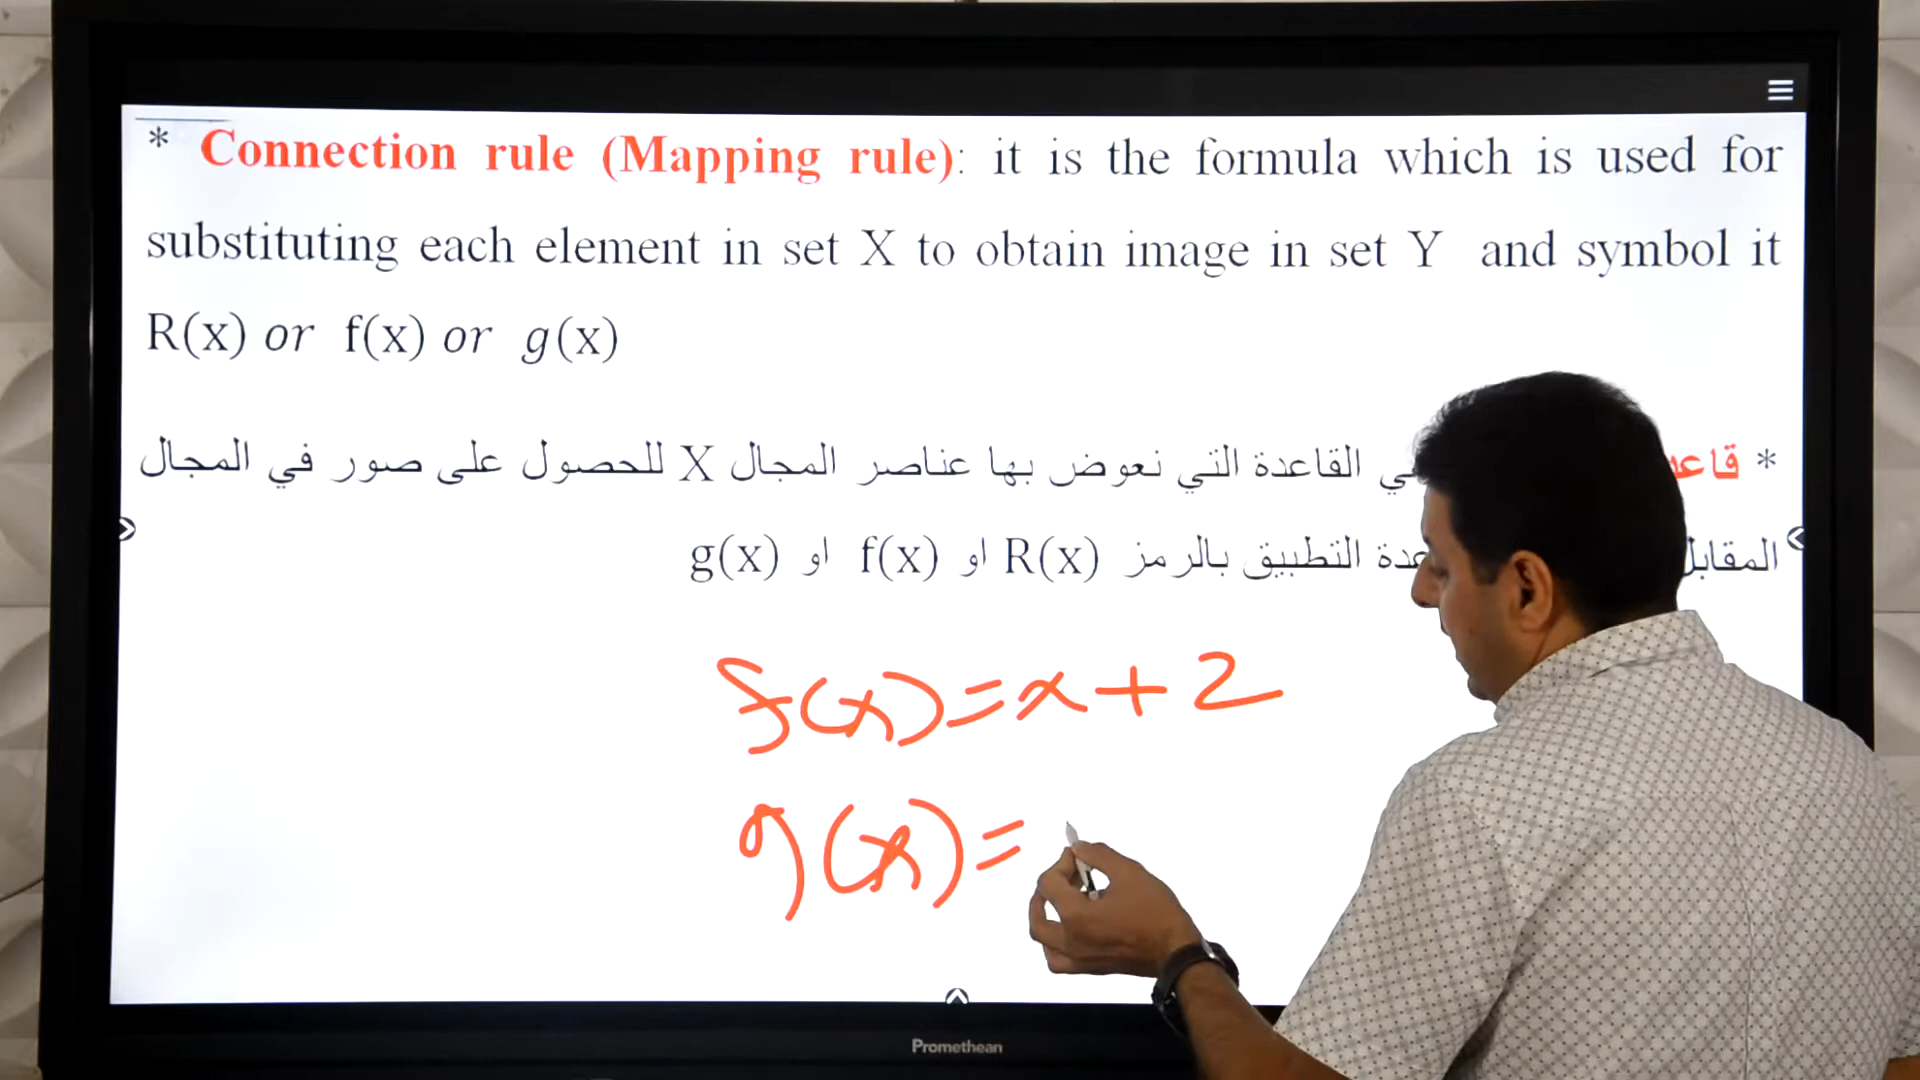 * Connection rule (Mapping rule): it is the formula which is used for
substituting each element in set X to obtain image in set Y and symbol it
R(x) or f(x) or g(x)
* القاعدة التي نعوض بها عناصر المجال X للحصول على صور في المجال
المقابل التطبيق بالرمز R(x) او f(x) او g(x)
f(x)=x+2
g(x)=
Promethean